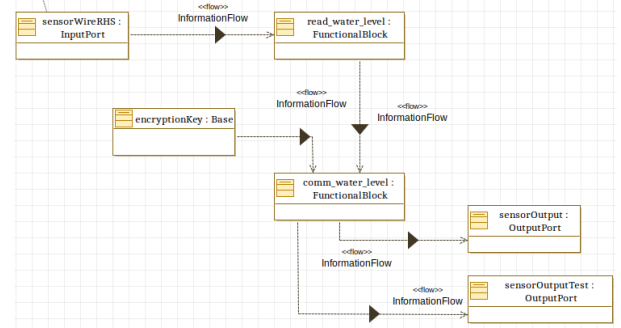 <<flow>>
InformationFlow
sensorWireRHS :
InputPort
read_water_level :
FunctionalBlock
<<flow>>
InformationFlow
<<flow>>
InformationFlow
encryptionKey : Base
comm_water_level :
FunctionalBlock
sensorOutput :
OutputPort
<<flow>>
InformationFlow
sensorOutputTest :
OutputPort
<<flow>>
InformationFlow